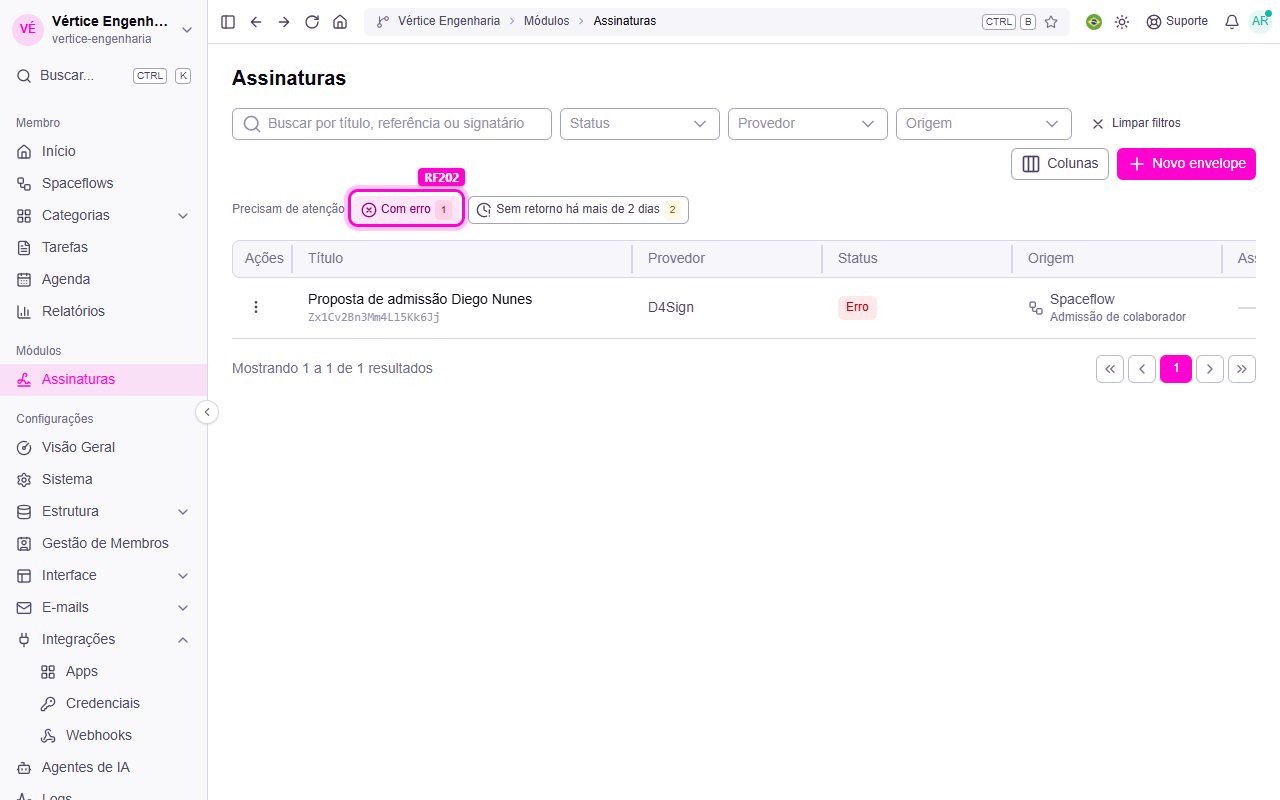 VÉ
Vértice Engenh...
vertice-engenharia
Vértice Engenharia
Módulos
Assinaturas
CTRL B
Suporte
AR
Buscar...
CTRL K
Membro
Início
Spaceflows
Categorias
Tarefas
Agenda
Relatórios
Módulos
Assinaturas
Configurações
Visão Geral
Sistema
Estrutura
Gestão de Membros
Interface
E-mails
Integrações
Apps
Credenciais
Webhooks
Agentes de IA
Logs
Assinaturas
Buscar por título, referência ou signatário
Status
Provedor
Origem
Limpar filtros
Colunas
Novo envelope
RF202
Precisam de atenção
Com erro 1
Sem retorno há mais de 2 dias 2
Ações
Título
Provedor
Status
Origem
Ass
Proposta de admissão Diego Nunes
Zx1Cv2Bn3Mm4Ll5Kk6Jj
D4Sign
Erro
Spaceflow
Admissão de colaborador
—
Mostrando 1 a 1 de 1 resultados
1